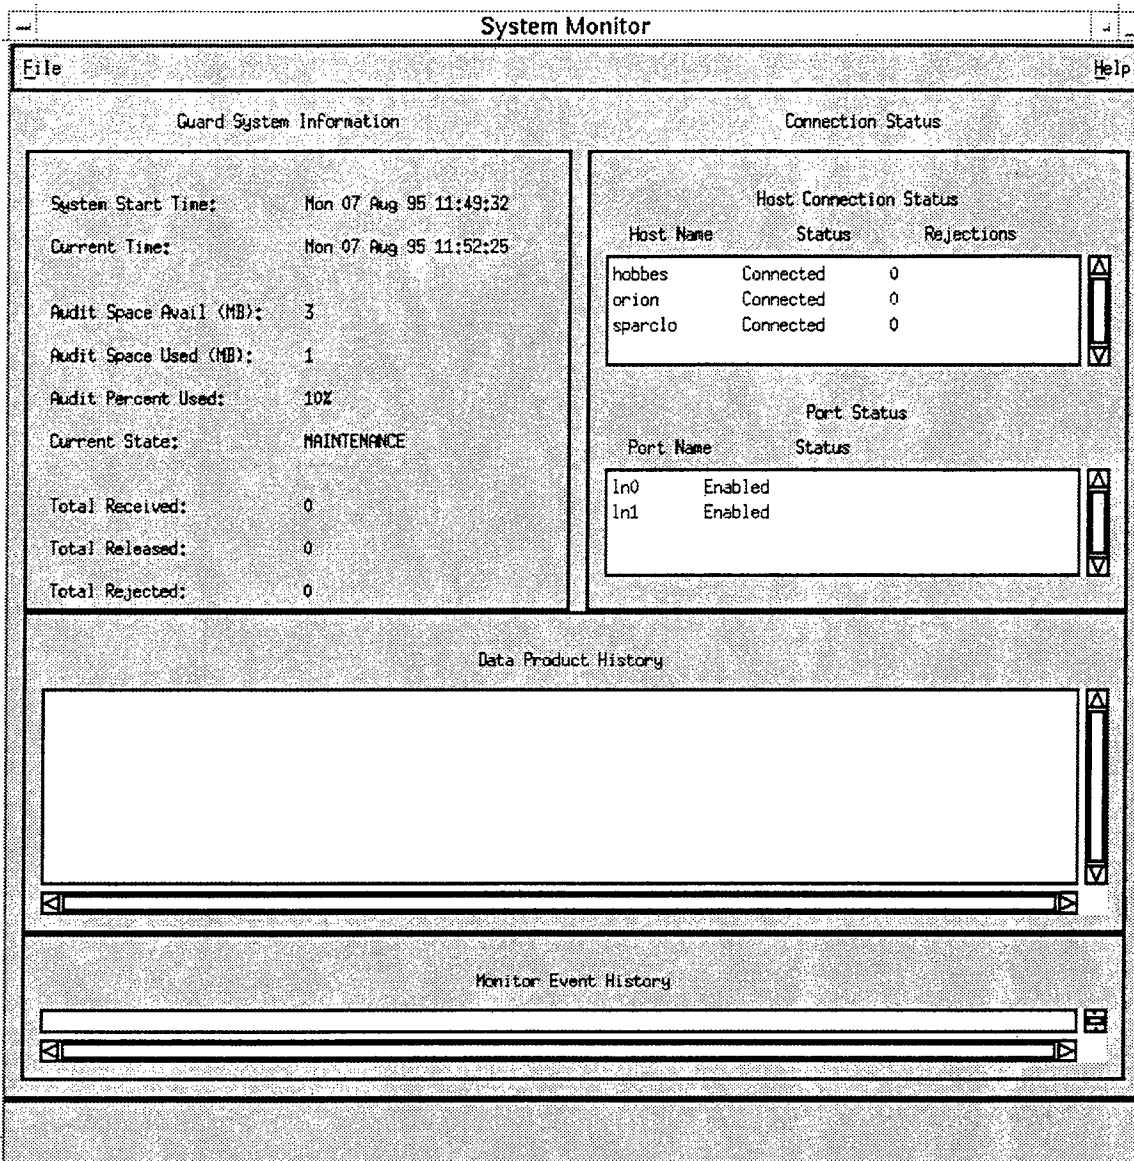 System Monitor
File Help
Guard System Information
System Start Time: Mon 07 Aug 95 11:49:32
Current Time: Mon 07 Aug 95 11:52:25
Audit Space Avail (MB): 3
Audit Space Used (MB): 1
Audit Percent Used: 10%
Current State: MAINTENANCE
Total Received: 0
Total Released: 0
Total Rejected: 0
Connection Status
Host Connection Status
Host Name Status Rejections
hobbes Connected 0
orion Connected 0
sparclo Connected 0
Port Status
Port Name Status
ln0 Enabled
ln1 Enabled
Data Product History
Monitor Event History